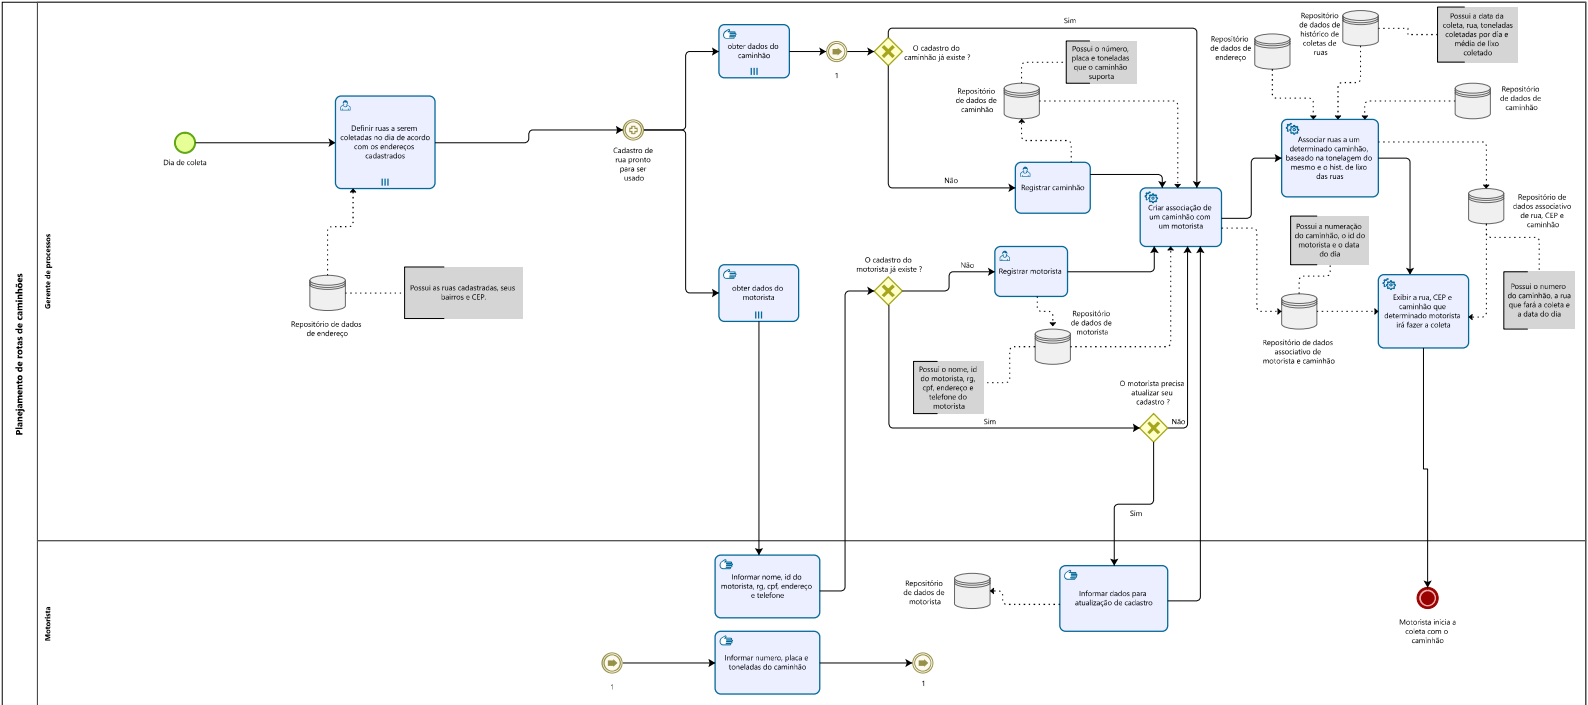 Planejamento de rotas de caminhões
Gerente de processos
Motorista
Dia de coleta
Definir ruas a serem
coletadas no dia de acordo
com os endereços
cadastrados
Repositório de dados
de endereço
Possui as ruas cadastradas, seus
bairros e CEP.
Cadastro de
rua pronto
para ser
usado
obter dados do
caminhão
1
O cadastro do
caminhão já existe ?
Sim
Não
Possui o número,
placa e toneladas
que o caminhão
suporta
Repositório
de dados de
caminhão
Registrar caminhão
obter dados do
motorista
O cadastro do
motorista já existe ?
Não
Sim
Registrar motorista
Repositório
de dados de
motorista
Possui o nome, id
do motorista, rg,
cpf, endereço e
telefone do
motorista
Criar associação de
um caminhão com
um motorista
O motorista precisa
atualizar seu
cadastro ?
Não
Sim
Repositório
de dados de
endereço
Repositório
de dados de
histórico de
coletas de
ruas
Possui a data da
coleta, rua, toneladas
coletadas por dia e
média de lixo
coletado
Repositório
de dados de
caminhão
Associar ruas a um
determinado caminhão,
baseado na tonelagem do
mesmo e o hist. de lixo
das ruas
Repositório de
dados associativo
de rua, CEP e
caminhão
Possui a numeração
do caminhão, o id do
motorista e o data
do dia
Repositório de dados
associativo de
motorista e caminhão
Exibir a rua, CEP e
caminhão que
determinado motorista
irá fazer a coleta
Possui o numero
do caminhão, a rua
que fará a coleta e
a data do dia
Informar nome, id do
motorista, rg, cpf, endereço
e telefone
Repositório
de dados de
motorista
Informar dados para
atualização de cadastro
Motorista inicia a
coleta com o
caminhão
1
Informar numero, placa e
toneladas do caminhão
1